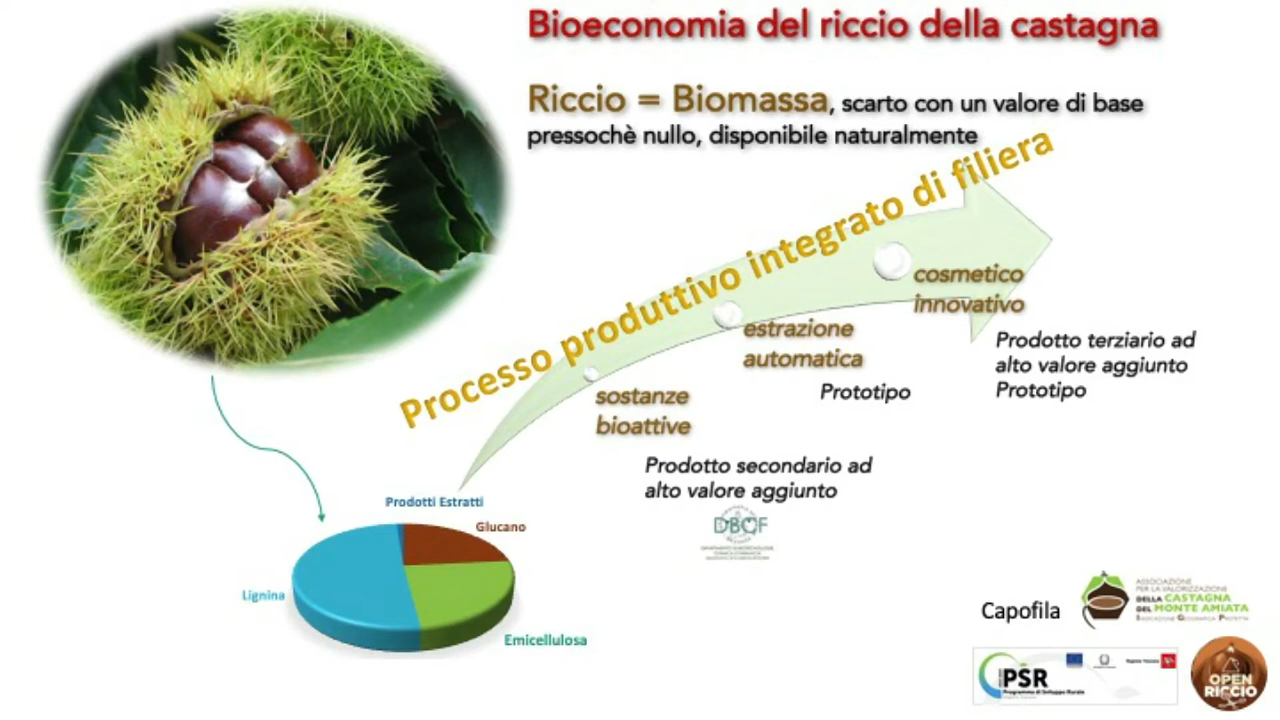 Bioeconomia del riccio della castagna
Riccio = Biomassa, scarto con un valore di base
pressochè nullo, disponibile naturalmente
Processo produttivo integrato di filiera
cosmetico
innovativo
Prodotto terziario ad
alto valore aggiunto
Prototipo
estrazione
automatica
Prototipo
sostanze
bioattive
Prodotto secondario ad
alto valore aggiunto
DBCF
Prodotti Estratti
Glucano
Lignina
Emicellulosa
Capofila
ASSOCIAZIONE
PER LA VALORIZZAZIONE
DELLA CASTAGNA
DEL MONTE AMIATA
PSR
Programma di Sviluppo Rurale
Regione Toscana
OPEN
RICCIO